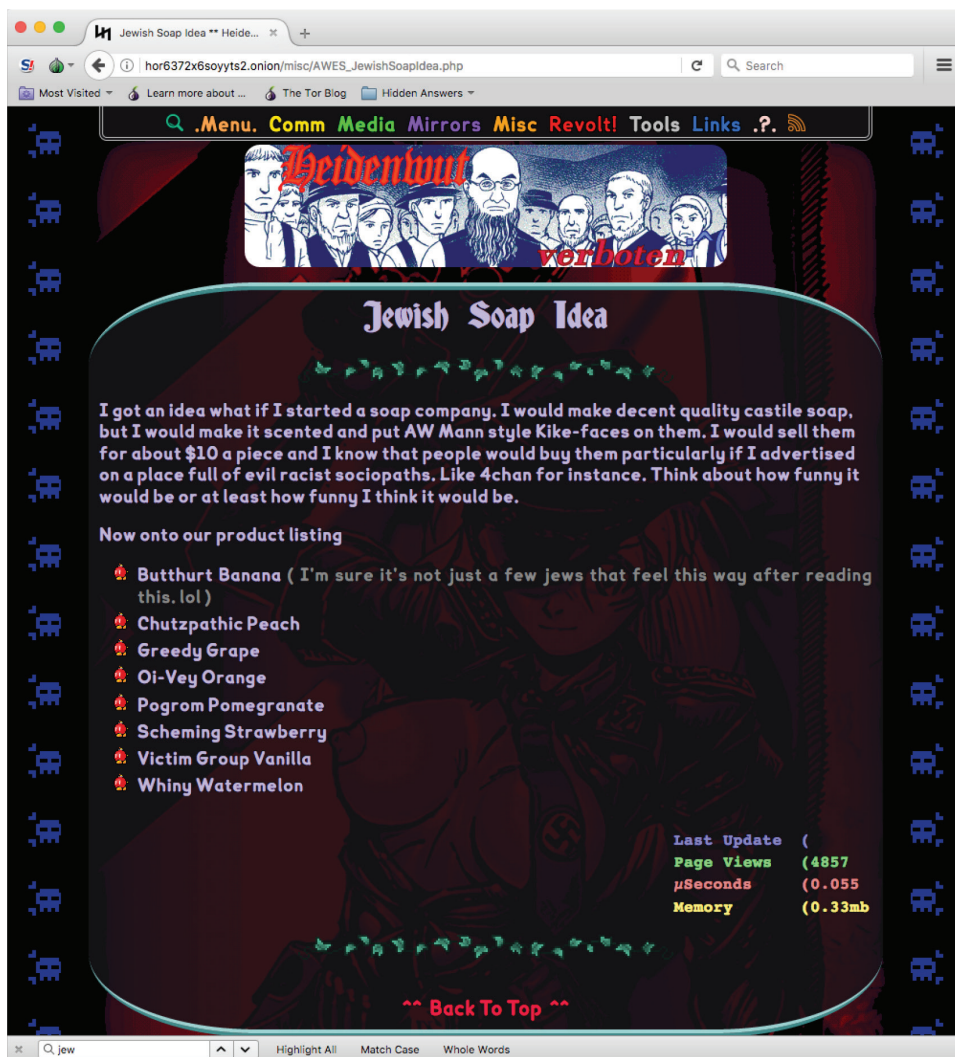 Jewish Soap Idea ** Heide...
hor6372x6soyyts2.onion/misc/AWES_JewishSoapIdea.php
Search
Most Visited
Learn more about ...
The Tor Blog
Hidden Answers
.Menu. Comm Media Mirrors Misc Revolt! Tools Links .?.
Heidenwut
verboten
Jewish Soap Idea
I got an idea what if I started a soap company. I would make decent quality castile soap,
but I would make it scented and put AW Mann style Kike-faces on them. I would sell them
for about $10 a piece and I know that people would buy them particularly if I advertised
on a place full of evil racist sociopaths. Like 4chan for instance. Think about how funny it
would be or at least how funny I think it would be.
Now onto our product listing
Butthurt Banana ( I'm sure it's not just a few jews that feel this way after reading
this. lol )
Chutzpathic Peach
Greedy Grape
Oi-Vey Orange
Pogrom Pomegranate
Scheming Strawberry
Victim Group Vanilla
Whiny Watermelon
Last Update (
Page Views (4857
µSeconds (0.055
Memory (0.33mb
^^ Back To Top ^^
jew
Highlight All
Match Case
Whole Words